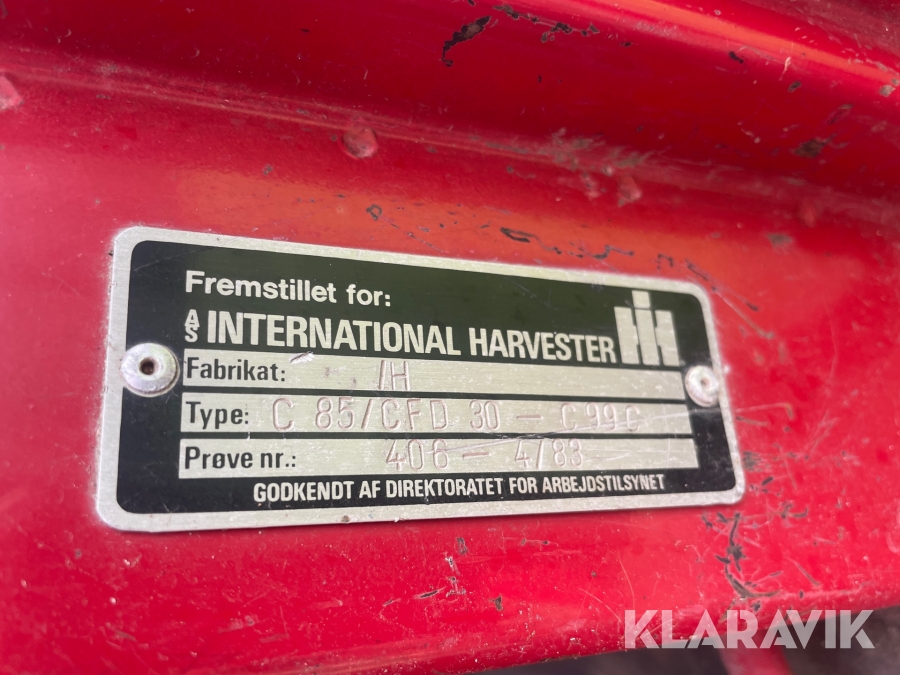 Fremstillet for:
A/S INTERNATIONAL HARVESTER
Fabrikat: IH
Type: C 85/CFD 30 - C 99 C
Prøve nr.: 406 - 4/83
GODKENDT AF DIREKTORATET FOR ARBEJDSTILSYNET
KLARAVIK